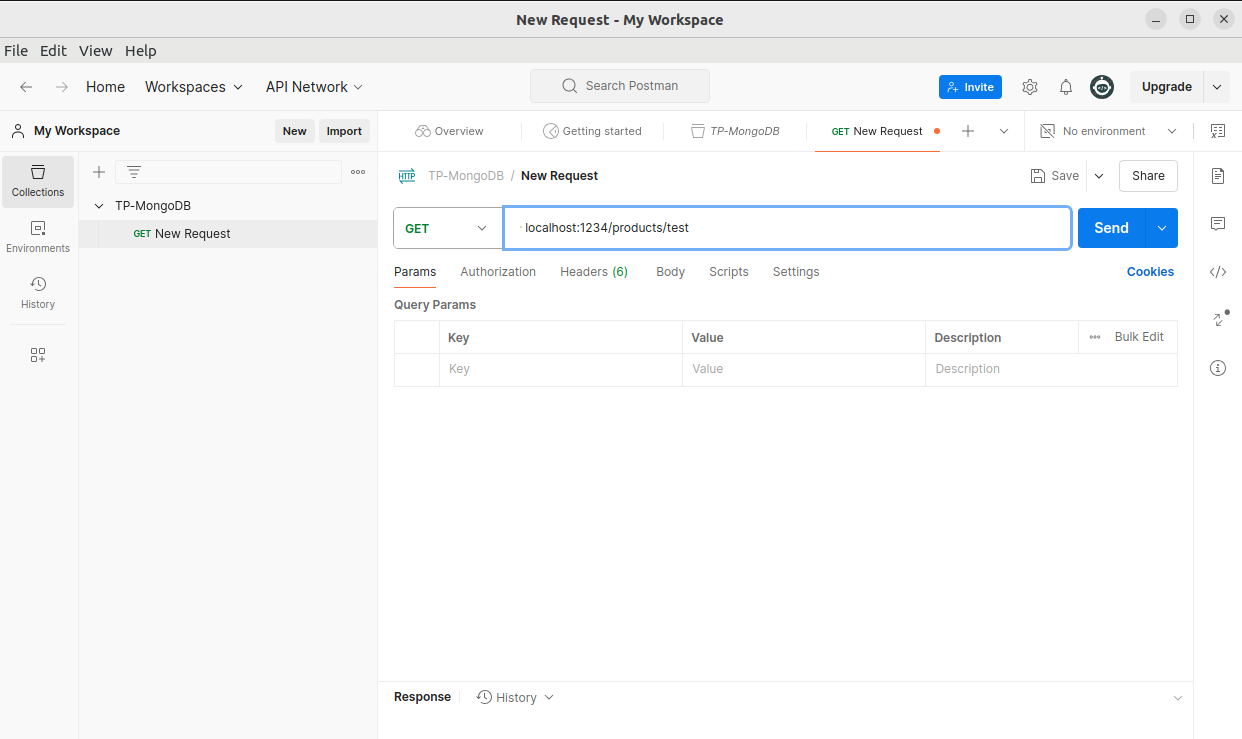 New Request - My Workspace
File Edit View Help
Home Workspaces API Network Search Postman Invite Upgrade
My Workspace New Import Overview Getting started TP-MongoDB GET New Request No environment
Collections
Environments
History
TP-MongoDB
GET New Request
HTTP TP-MongoDB / New Request Save Share
GET localhost:1234/products/test Send
Params Authorization Headers (6) Body Scripts Settings Cookies
Query Params
Key Value Description Bulk Edit
Key Value Description
Response History